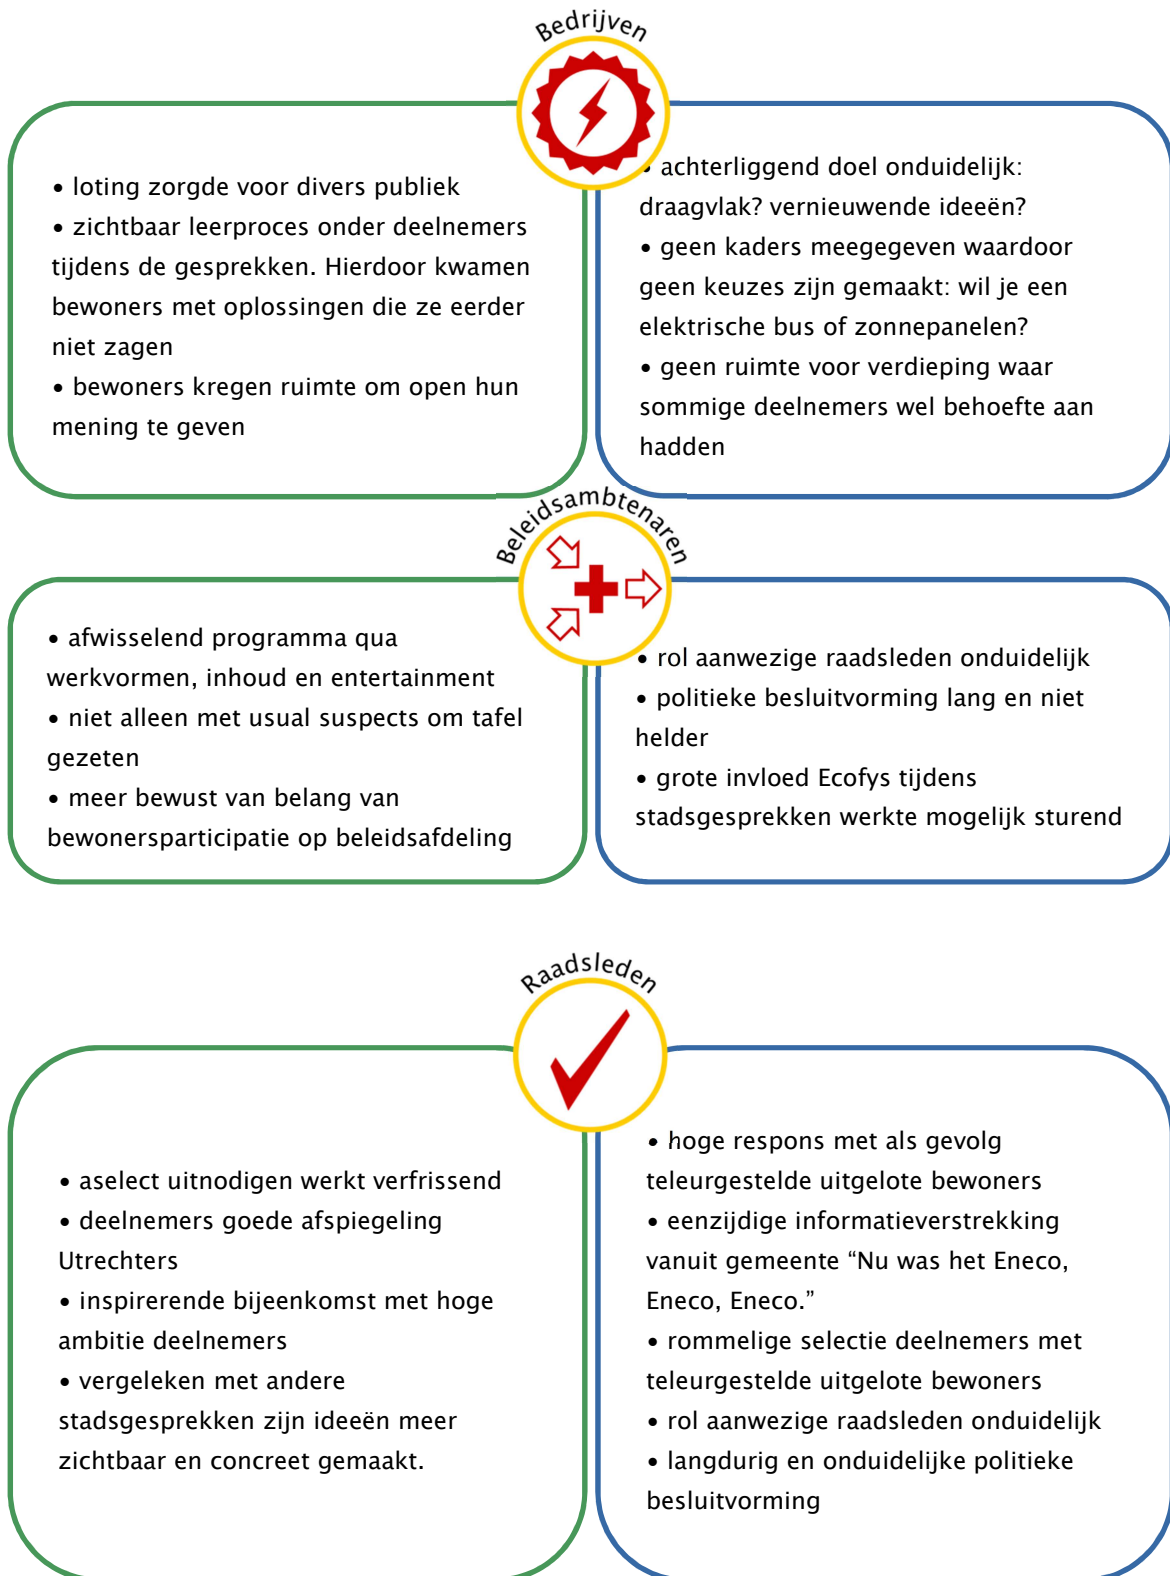 Bedrijven
• loting zorgde voor divers publiek
• zichtbaar leerproces onder deelnemers
tijdens de gesprekken. Hierdoor kwamen
bewoners met oplossingen die ze eerder
niet zagen
• bewoners kregen ruimte om open hun
mening te geven
• achterliggend doel onduidelijk:
draagvlak? vernieuwende ideeën?
• geen kaders meegegeven waardoor
geen keuzes zijn gemaakt: wil je een
elektrische bus of zonnepanelen?
• geen ruimte voor verdieping waar
sommige deelnemers wel behoefte aan
hadden
Beleidsambtenaren
• afwisselend programma qua
werkvormen, inhoud en entertainment
• niet alleen met usual suspects om tafel
gezeten
• meer bewust van belang van
bewonersparticipatie op beleidsafdeling
• rol aanwezige raadsleden onduidelijk
• politieke besluitvorming lang en niet
helder
• grote invloed Ecofys tijdens
stadsgesprekken werkte mogelijk sturend
Raadsleden
• aselect uitnodigen werkt verfrissend
• deelnemers goede afspiegeling
Utrechters
• inspirerende bijeenkomst met hoge
ambitie deelnemers
• vergeleken met andere
stadsgesprekken zijn ideeën meer
zichtbaar en concreet gemaakt.
• hoge respons met als gevolg
teleurgestelde uitgelote bewoners
• eenzijdige informatieverstrekking
vanuit gemeente “Nu was het Eneco,
Eneco, Eneco.”
• rommelige selectie deelnemers met
teleurgestelde uitgelote bewoners
• rol aanwezige raadsleden onduidelijk
• langdurig en onduidelijke politieke
besluitvorming